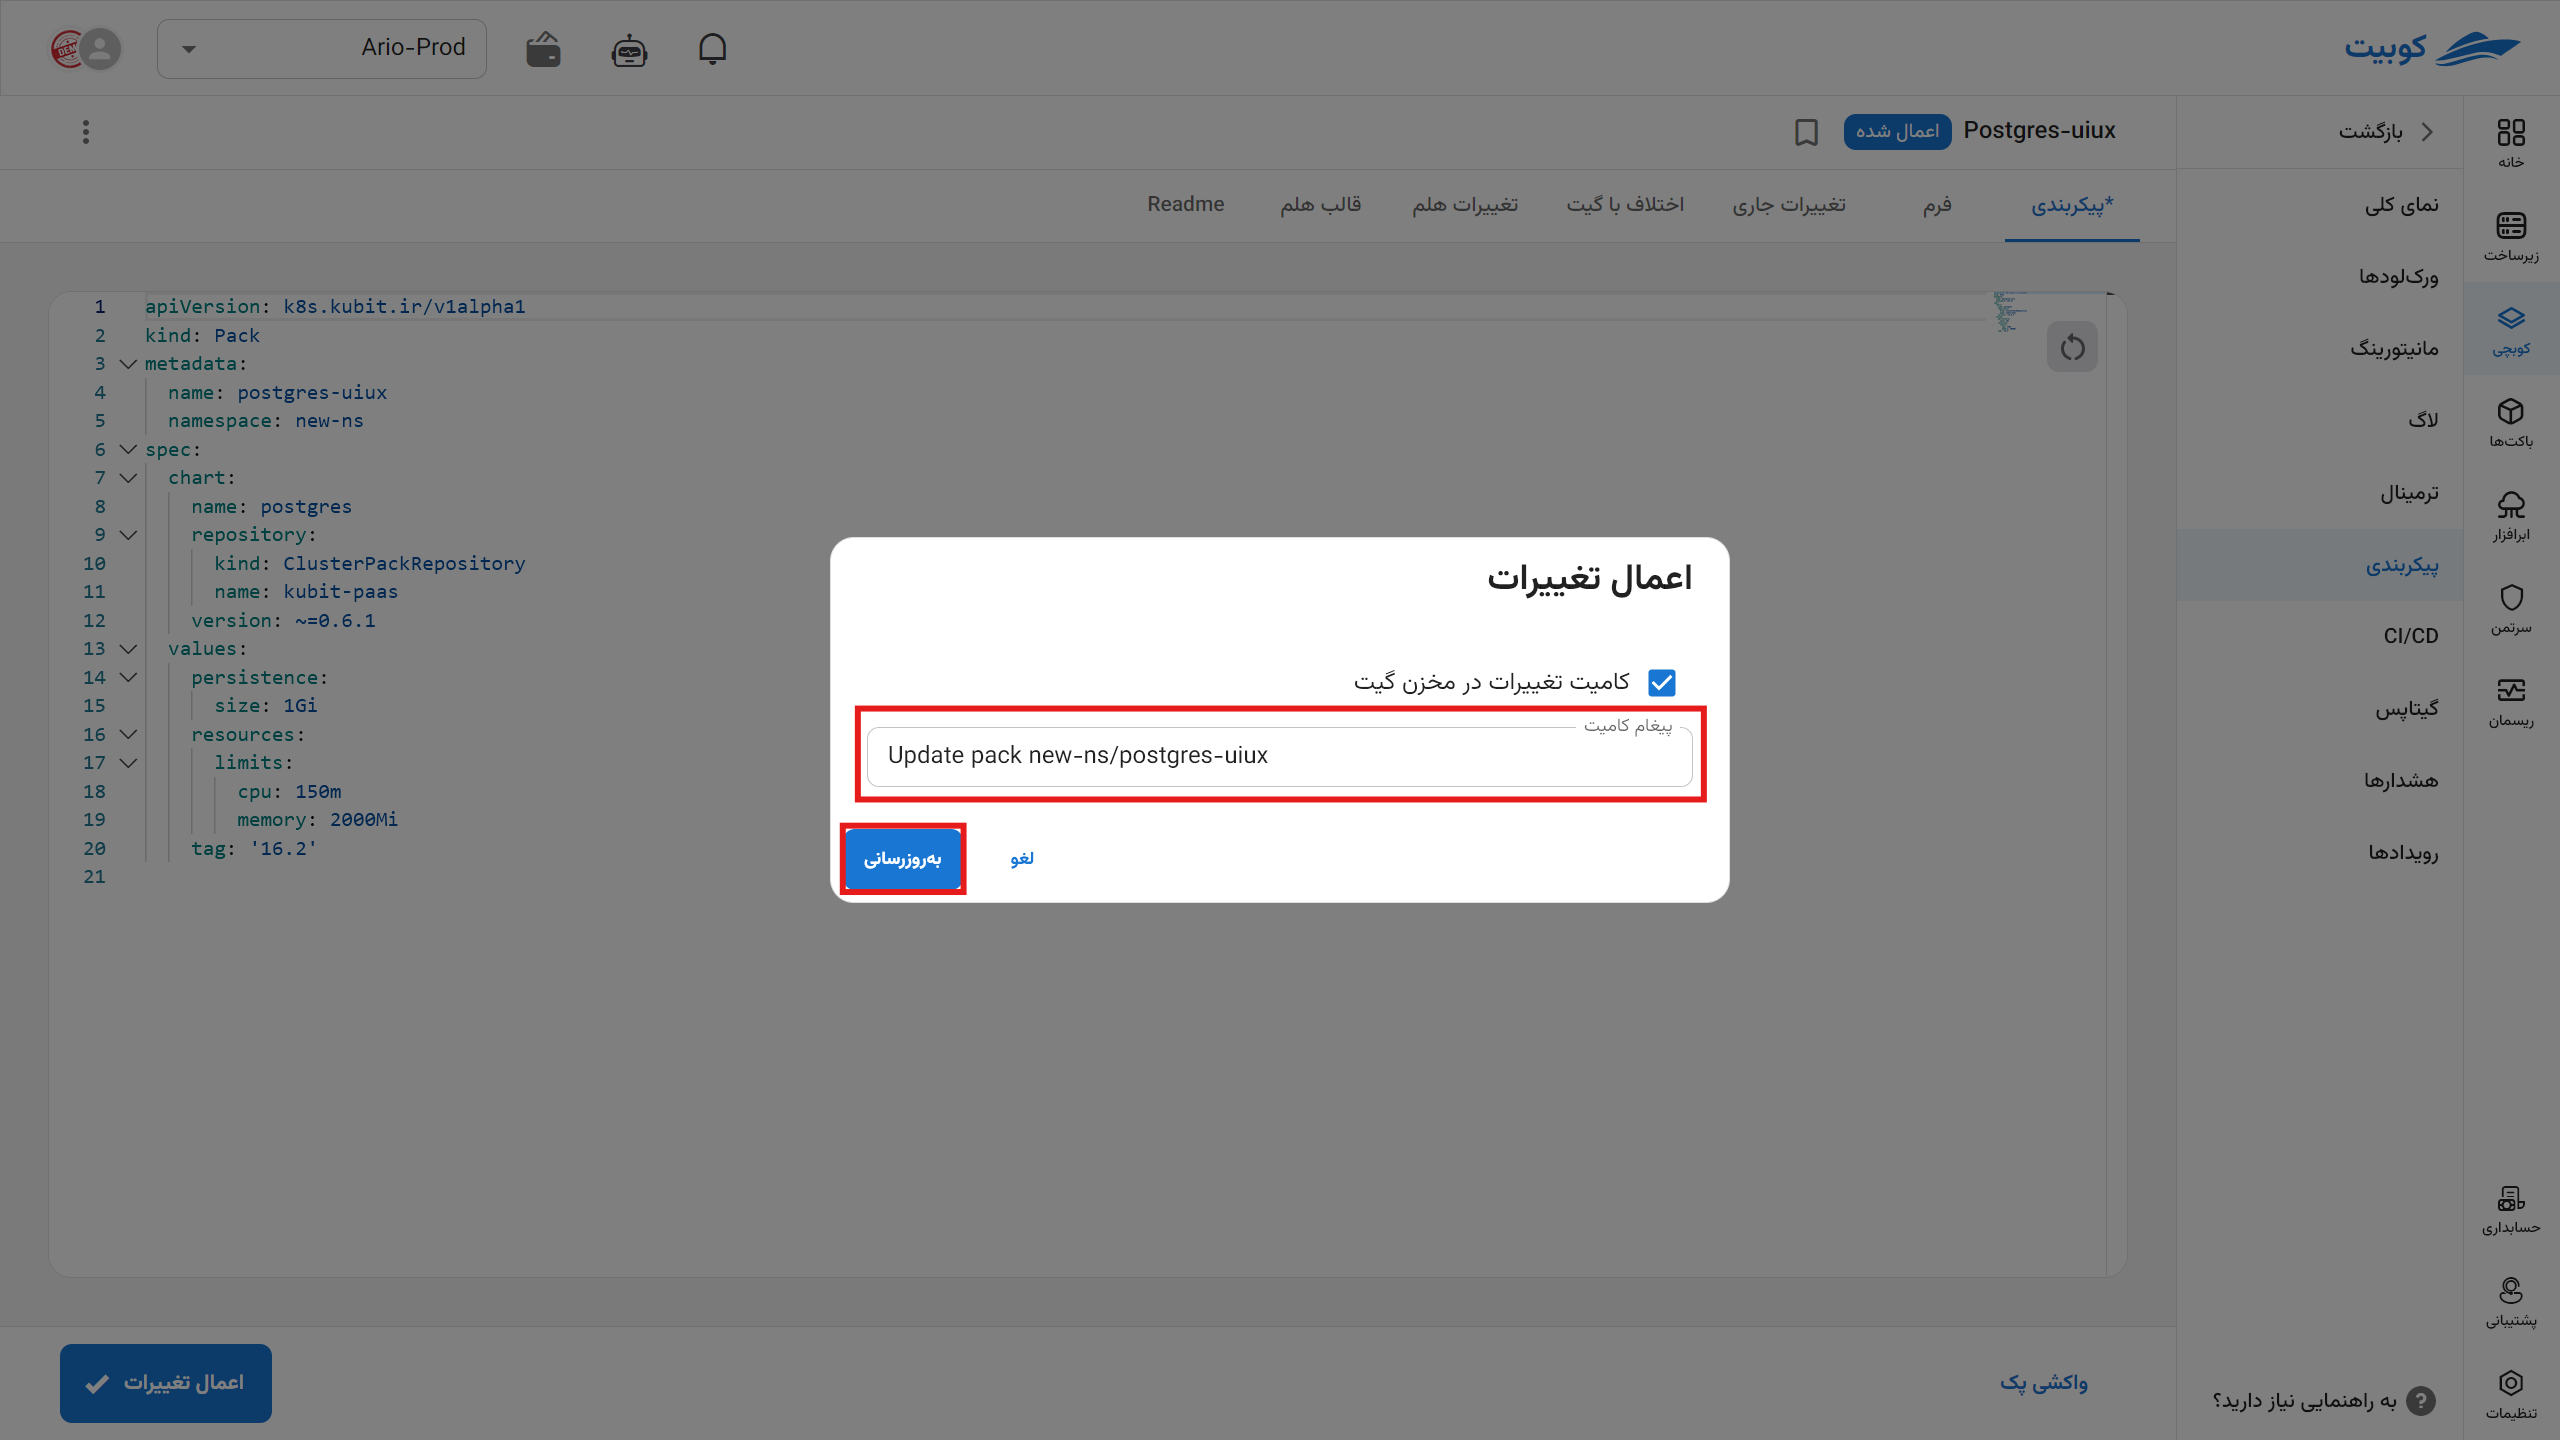 کوبیت
Ario-Prod
DEMO
خانه
زیرساخت
کوبچی
باکت‌ها
ابرافزار
سرتمن
ریسمان
حسابداری
پشتیبانی
تنظیمات
بازگشت
نمای کلی
ورک‌لودها
مانیتورینگ
لاگ
ترمینال
پیکربندی
CI/CD
گیتاپس
هشدارها
رویدادها
به راهنمایی نیاز دارید؟
Postgres-uiux اعمال شده
*پیکربندی فرم تغییرات جاری اختلاف با گیت تغییرات هلم قالب هلم Readme
1 apiVersion: k8s.kubit.ir/v1alpha1
2 kind: Pack
3 metadata:
4 name: postgres-uiux
5 namespace: new-ns
6 spec:
7 chart:
8 name: postgres
9 repository:
10 kind: ClusterPackRepository
11 name: kubit-paas
12 version: ~=0.6.1
13 values:
14 persistence:
15 size: 1Gi
16 resources:
17 limits:
18 cpu: 150m
19 memory: 2000Mi
20 tag: '16.2'
21
اعمال تغییرات
کامیت تغییرات در مخزن گیت
پیغام کامیت
Update pack new-ns/postgres-uiux
لغو به‌روزرسانی
واکشی پک
اعمال تغییرات